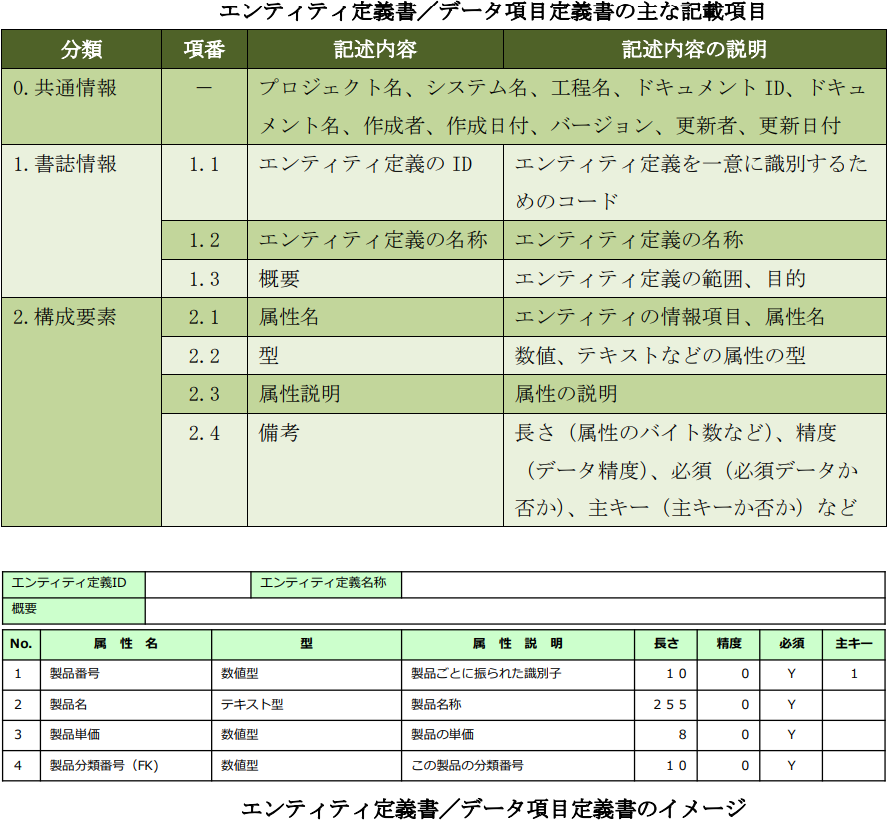 エンティティ定義書／データ項目定義書の主な記載項目
分類 項番 記述内容 記述内容の説明
0.共通情報 － プロジェクト名、システム名、工程名、ドキュメント ID、ドキュ
メント名、作成者、作成日付、バージョン、更新者、更新日付
1.書誌情報 1.1 エンティティ定義の ID エンティティ定義を一意に識別するた
めのコード
1.2 エンティティ定義の名称 エンティティ定義の名称
1.3 概要 エンティティ定義の範囲、目的
2.構成要素 2.1 属性名 エンティティの情報項目、属性名
2.2 型 数値、テキストなどの属性の型
2.3 属性説明 属性の説明
2.4 備考 長さ（属性のバイト数など）、精度
（データ精度）、必須（必須データか
否か）、主キー（主キーか否か）など
エンティティ定義ID エンティティ定義名称
概要
No. 属 性 名 型 属 性 説 明 長さ 精度 必須 主キー
1 製品番号 数値型 製品ごとに振られた識別子 １０ 0 Y 1
2 製品名 テキスト型 製品名称 ２５５ 0 Y
3 製品単価 数値型 製品の単価 8 0 Y
4 製品分類番号（FK） 数値型 この製品の分類番号 １０ 0 Y
エンティティ定義書／データ項目定義書のイメージ